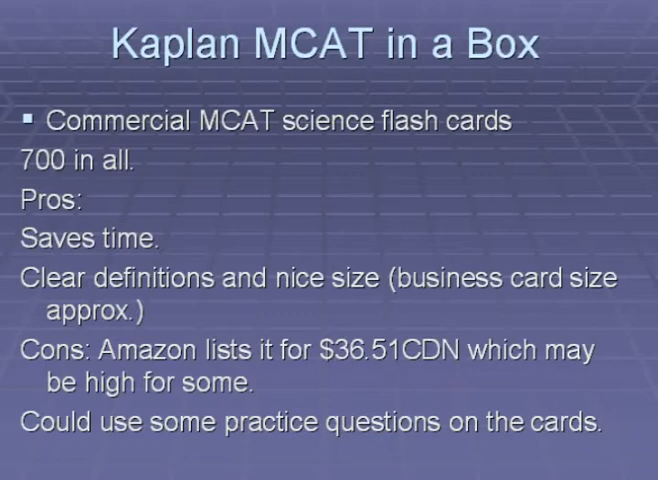 Kaplan MCAT in a Box
▪ Commercial MCAT science flash cards
700 in all.
Pros:
Saves time.
Clear definitions and nice size (business card size
approx.)
Cons: Amazon lists it for $36.51CDN which may
be high for some.
Could use some practice questions on the cards.